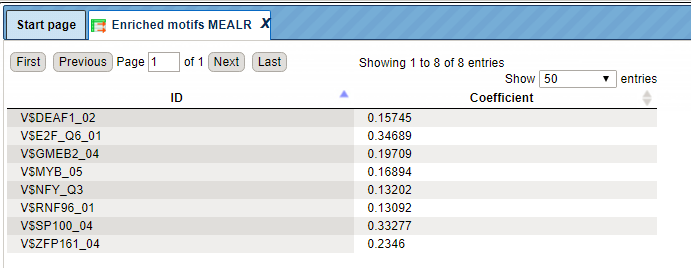 Start page Enriched motifs MEALR X
First Previous Page 1 of 1 Next Last Showing 1 to 8 of 8 entries
Show 50 entries
ID Coefficient
V$DEAF1_02 0.15745
V$E2F_Q6_01 0.34689
V$GMEB2_04 0.19709
V$MYB_05 0.16894
V$NFY_Q3 0.13202
V$RNF96_01 0.13092
V$SP100_04 0.33277
V$ZFP161_04 0.2346